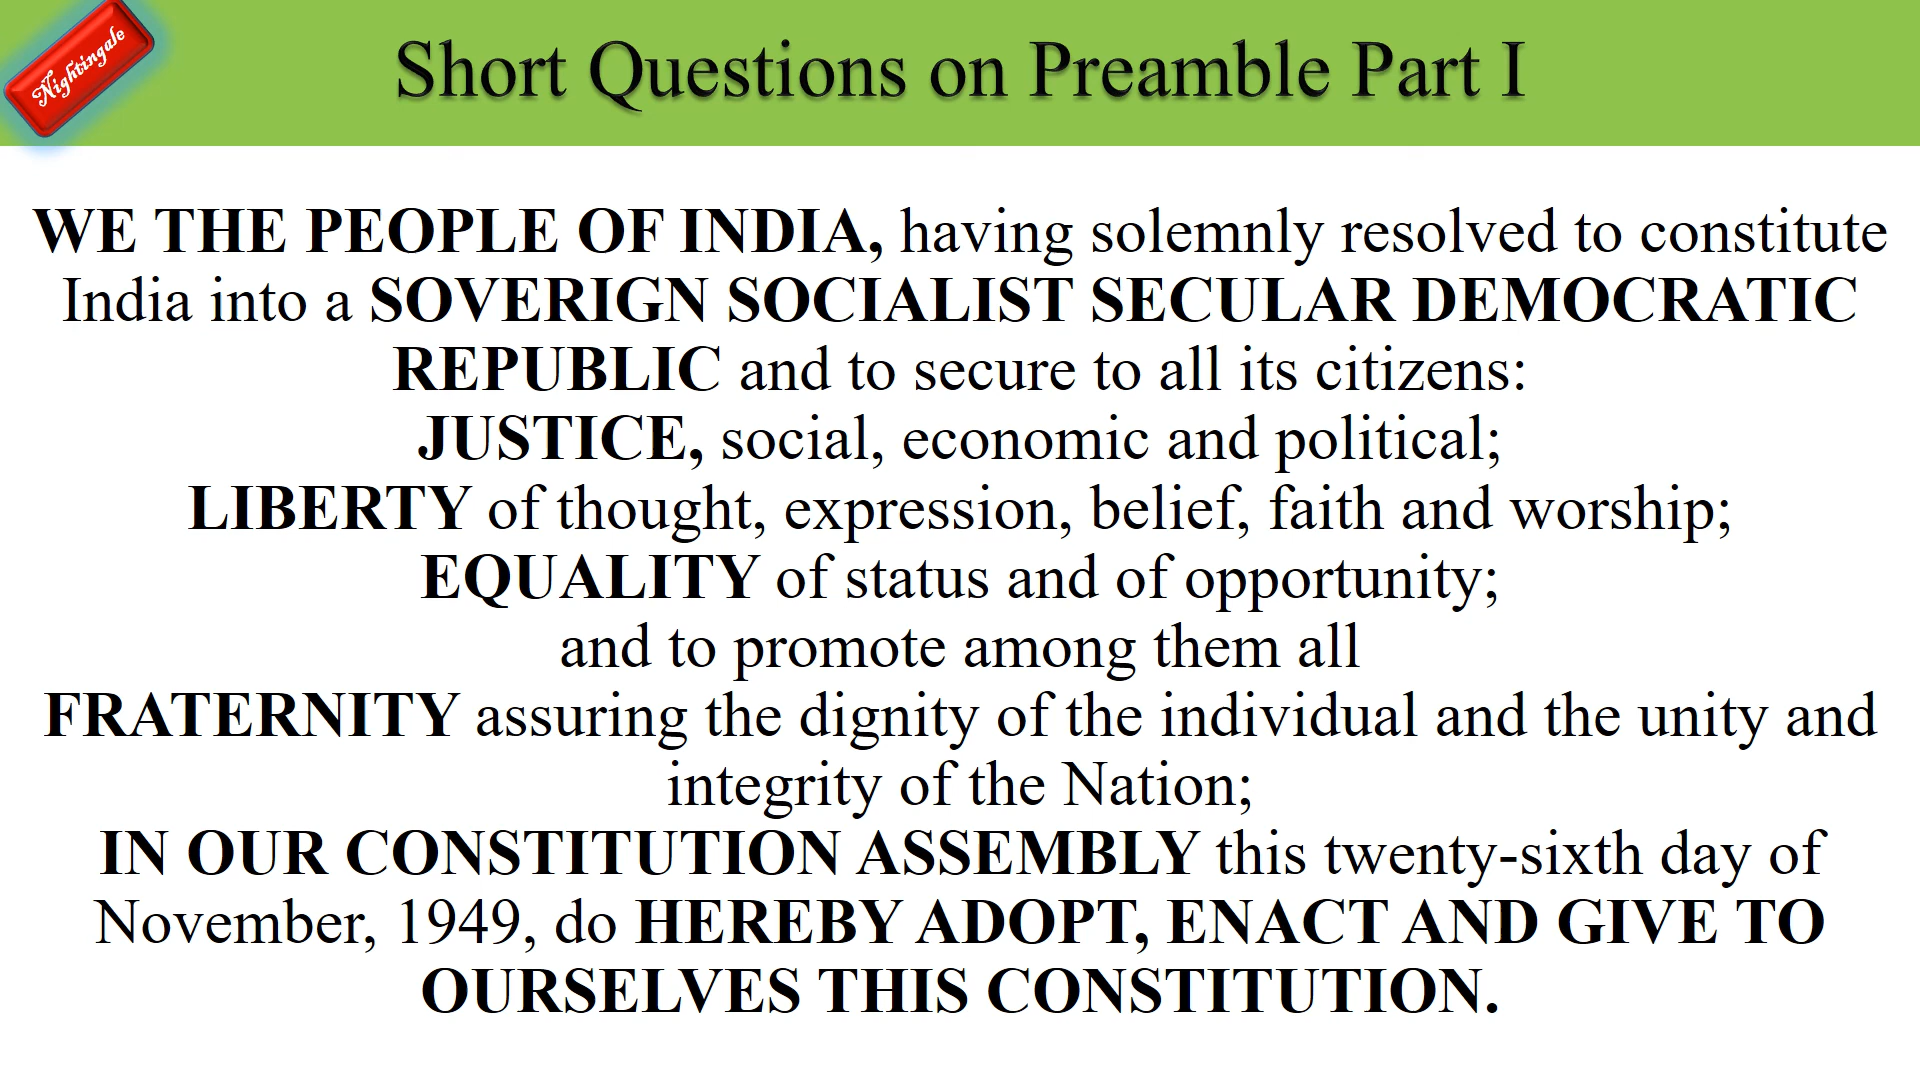 Nightingale
Short Questions on Preamble Part I
WE THE PEOPLE OF INDIA, having solemnly resolved to constitute
India into a SOVERIGN SOCIALIST SECULAR DEMOCRATIC
REPUBLIC and to secure to all its citizens:
JUSTICE, social, economic and political;
LIBERTY of thought, expression, belief, faith and worship;
EQUALITY of status and of opportunity;
and to promote among them all
FRATERNITY assuring the dignity of the individual and the unity and
integrity of the Nation;
IN OUR CONSTITUTION ASSEMBLY this twenty-sixth day of
November, 1949, do HEREBY ADOPT, ENACT AND GIVE TO
OURSELVES THIS CONSTITUTION.